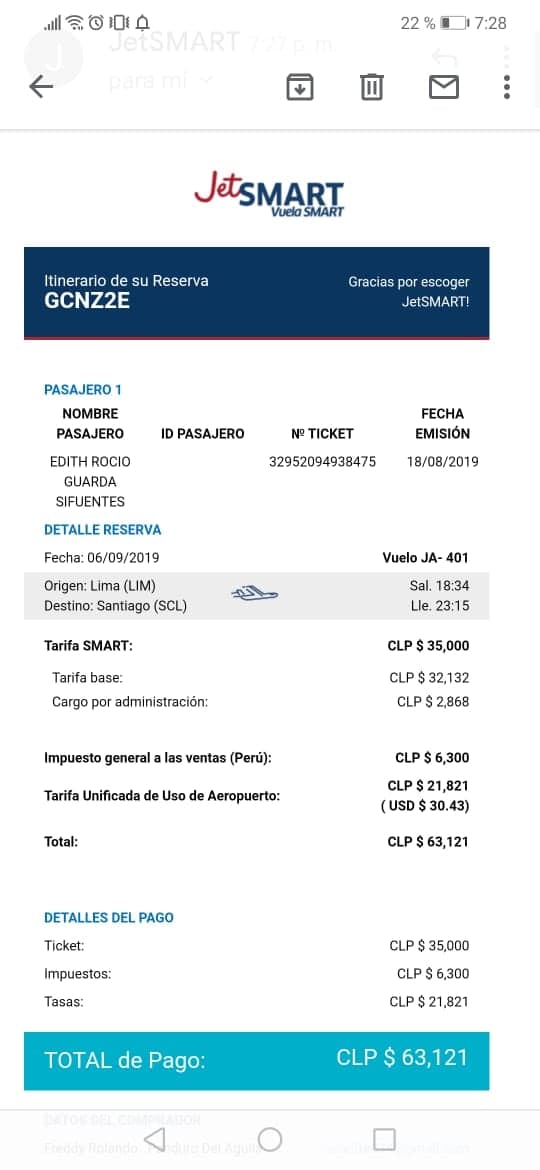 22 % 7:28
J
JetSMART 7:27 p. m.
para mí
JetSMART
Vuela SMART
Itinerario de su Reserva
GCNZ2E
Gracias por escoger
JetSMART!
PASAJERO 1
NOMBRE
PASAJERO ID PASAJERO Nº TICKET FECHA
EMISIÓN
EDITH ROCIO
GUARDA
SIFUENTES
32952094938475 18/08/2019
DETALLE RESERVA
Fecha: 06/09/2019 Vuelo JA- 401
Origen: Lima (LIM) Sal. 18:34
Destino: Santiago (SCL) Lle. 23:15
Tarifa SMART: CLP $ 35,000
Tarifa base: CLP $ 32,132
Cargo por administración: CLP $ 2,868
Impuesto general a las ventas (Perú): CLP $ 6,300
Tarifa Unificada de Uso de Aeropuerto: CLP $ 21,821
( USD $ 30.43)
Total: CLP $ 63,121
DETALLES DEL PAGO
Ticket: CLP $ 35,000
Impuestos: CLP $ 6,300
Tasas: CLP $ 21,821
TOTAL de Pago: CLP $ 63,121
DATOS DEL COMPRADOR
Freddy Rolando Del Aguila